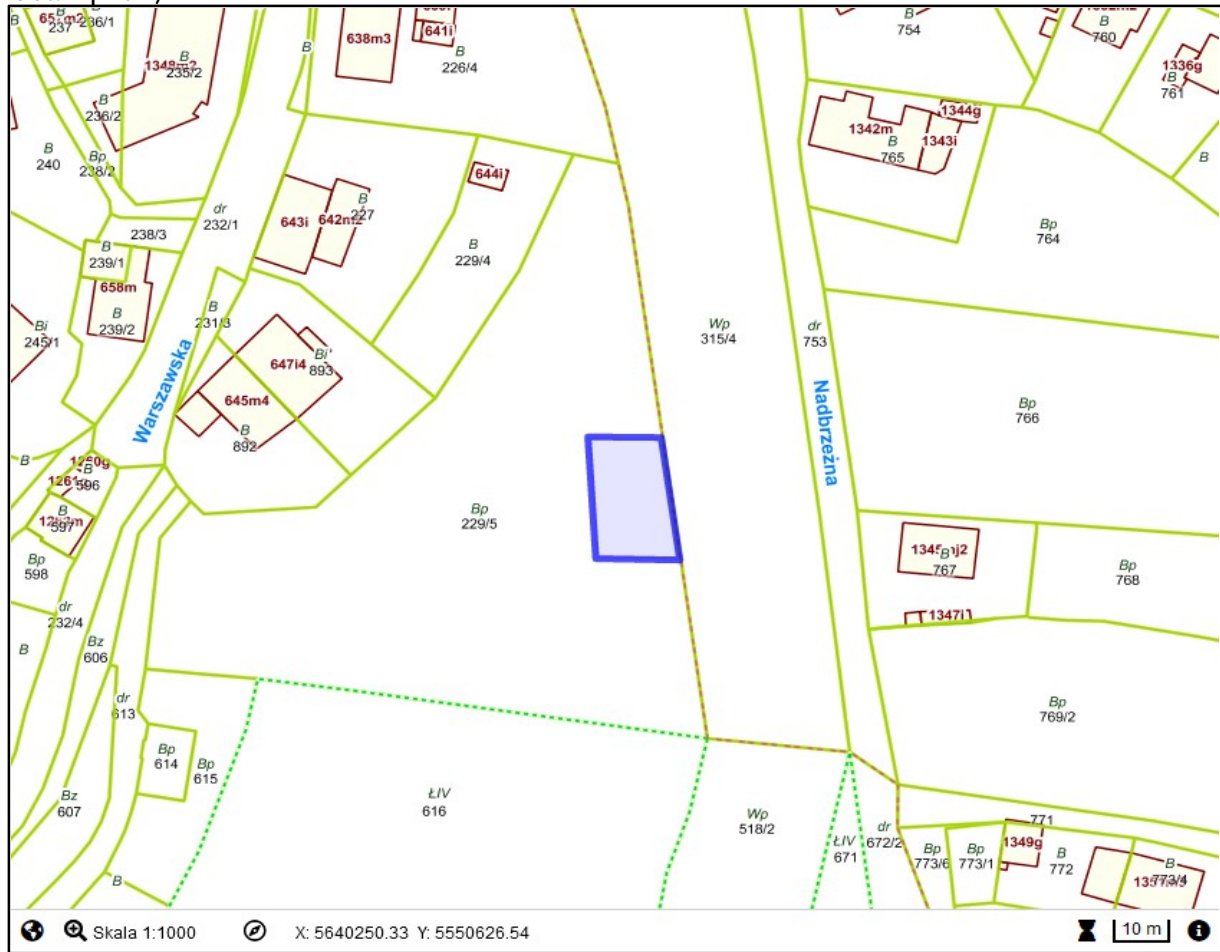 B
237
236/1
1348m2
235/2
B
236/2
B
240
Bp
238/2
638m3
641i
B
226/4
B
B
754
B
760
1336g
B
761
B
1344g
1342m
1343i
B
765
644i
dr
232/1
643i
642m2
B
227
238/3
B
239/1
658m
B
239/2
B
229/4
Bp
764
Bi
245/1
B
231/3
Wp
315/4
dr
753
Warszawska
647i4
Bi
893
645m4
B
892
Nadbrzeżna
Bp
766
B
1260g
B
596
B
597
Bp
598
Bp
229/5
B
767
Bp
768
1347i
dr
232/4
B
Bz
606
dr
613
Bp
769/2
Bp
614
Bp
615
Bz
607
ŁIV
616
Wp
518/2
ŁIV
671
dr
672/2
771
Bp
773/6
Bp
773/1
1349g
B
772
B
773/4
B
Skala 1:1000
X: 5640250.33 Y: 5550626.54
10 m